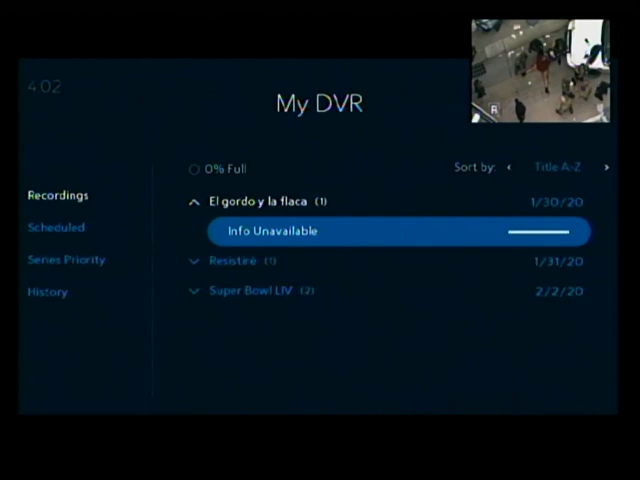 4:02
My DVR
R
0% Full
Sort by: < Title A-Z >
Recordings
El gordo y la flaca (1) 1/30/20
Scheduled
Info Unavailable
Series Priority
Resistiré (1) 1/31/20
History
Super Bowl LIV (2) 2/2/20